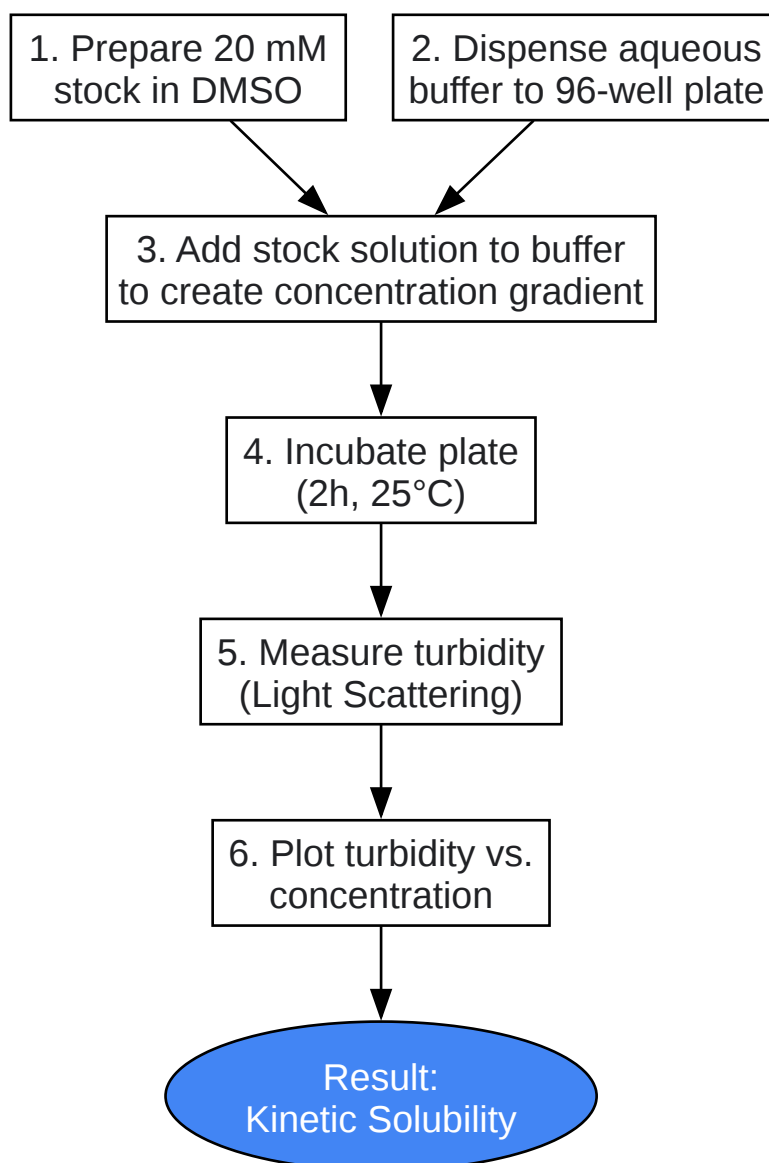 1. Prepare 20 mM
stock in DMSO
2. Dispense aqueous
buffer to 96-well plate
3. Add stock solution to buffer
to create concentration gradient
4. Incubate plate
(2h, 25°C)
5. Measure turbidity
(Light Scattering)
6. Plot turbidity vs.
concentration
Result:
Kinetic Solubility